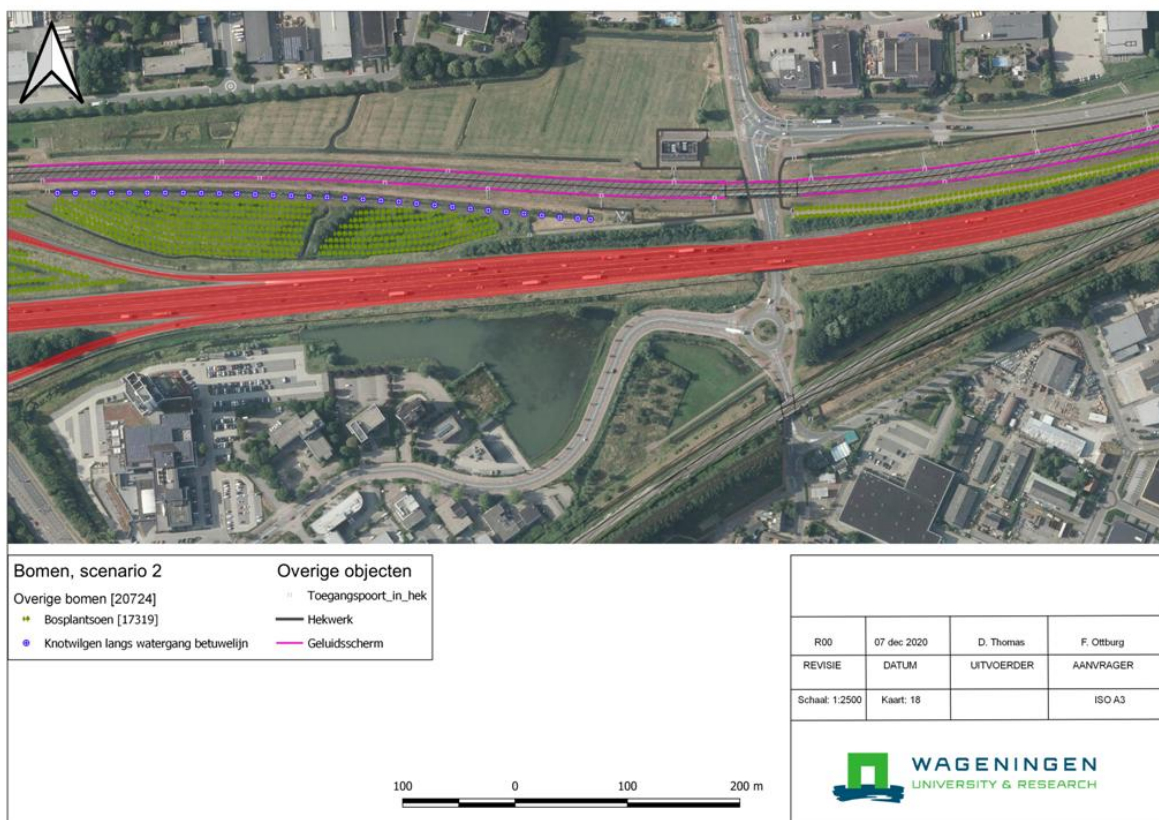 Bomen, scenario 2
Overige bomen [20724]
Bosplantsoen [17319]
Knotwilgen langs watergang betuwelijn
Overige objecten
Toegangspoort_in_hek
Hekwerk
Geluidsscherm
R00 07 dec 2020 D. Thomas F. Ottburg
REVISIE DATUM UITVOERDER AANVRAGER
Schaal: 1:2500 Kaart: 18 ISO A3
100 0 100 200 m
WAGENINGEN
UNIVERSITY & RESEARCH